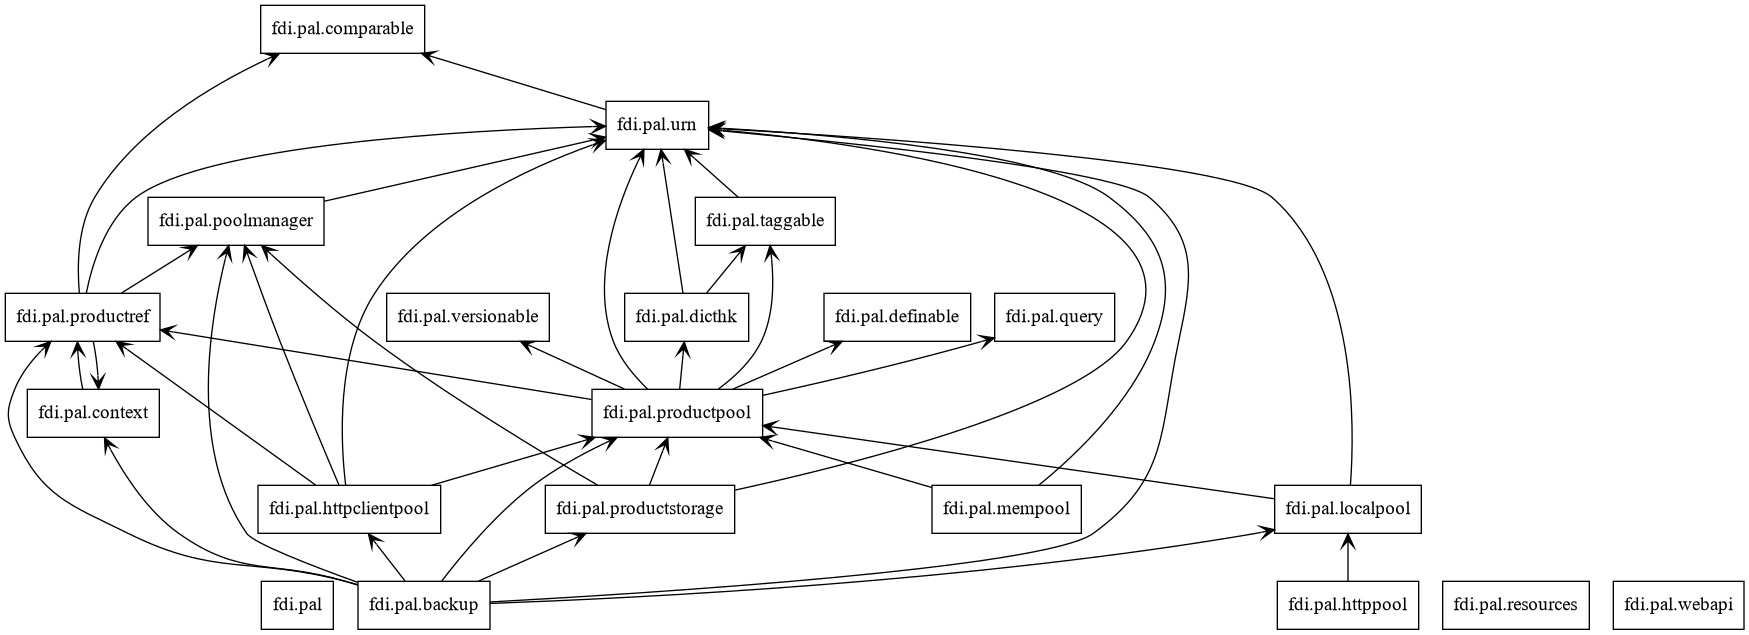 fdi.pal.comparable
fdi.pal.urn
fdi.pal.poolmanager
fdi.pal.taggable
fdi.pal.productref
fdi.pal.versionable
fdi.pal.dicthk
fdi.pal.definable
fdi.pal.query
fdi.pal.context
fdi.pal.productpool
fdi.pal.httpclientpool
fdi.pal.productstorage
fdi.pal.mempool
fdi.pal.localpool
fdi.pal
fdi.pal.backup
fdi.pal.httppool
fdi.pal.resources
fdi.pal.webapi